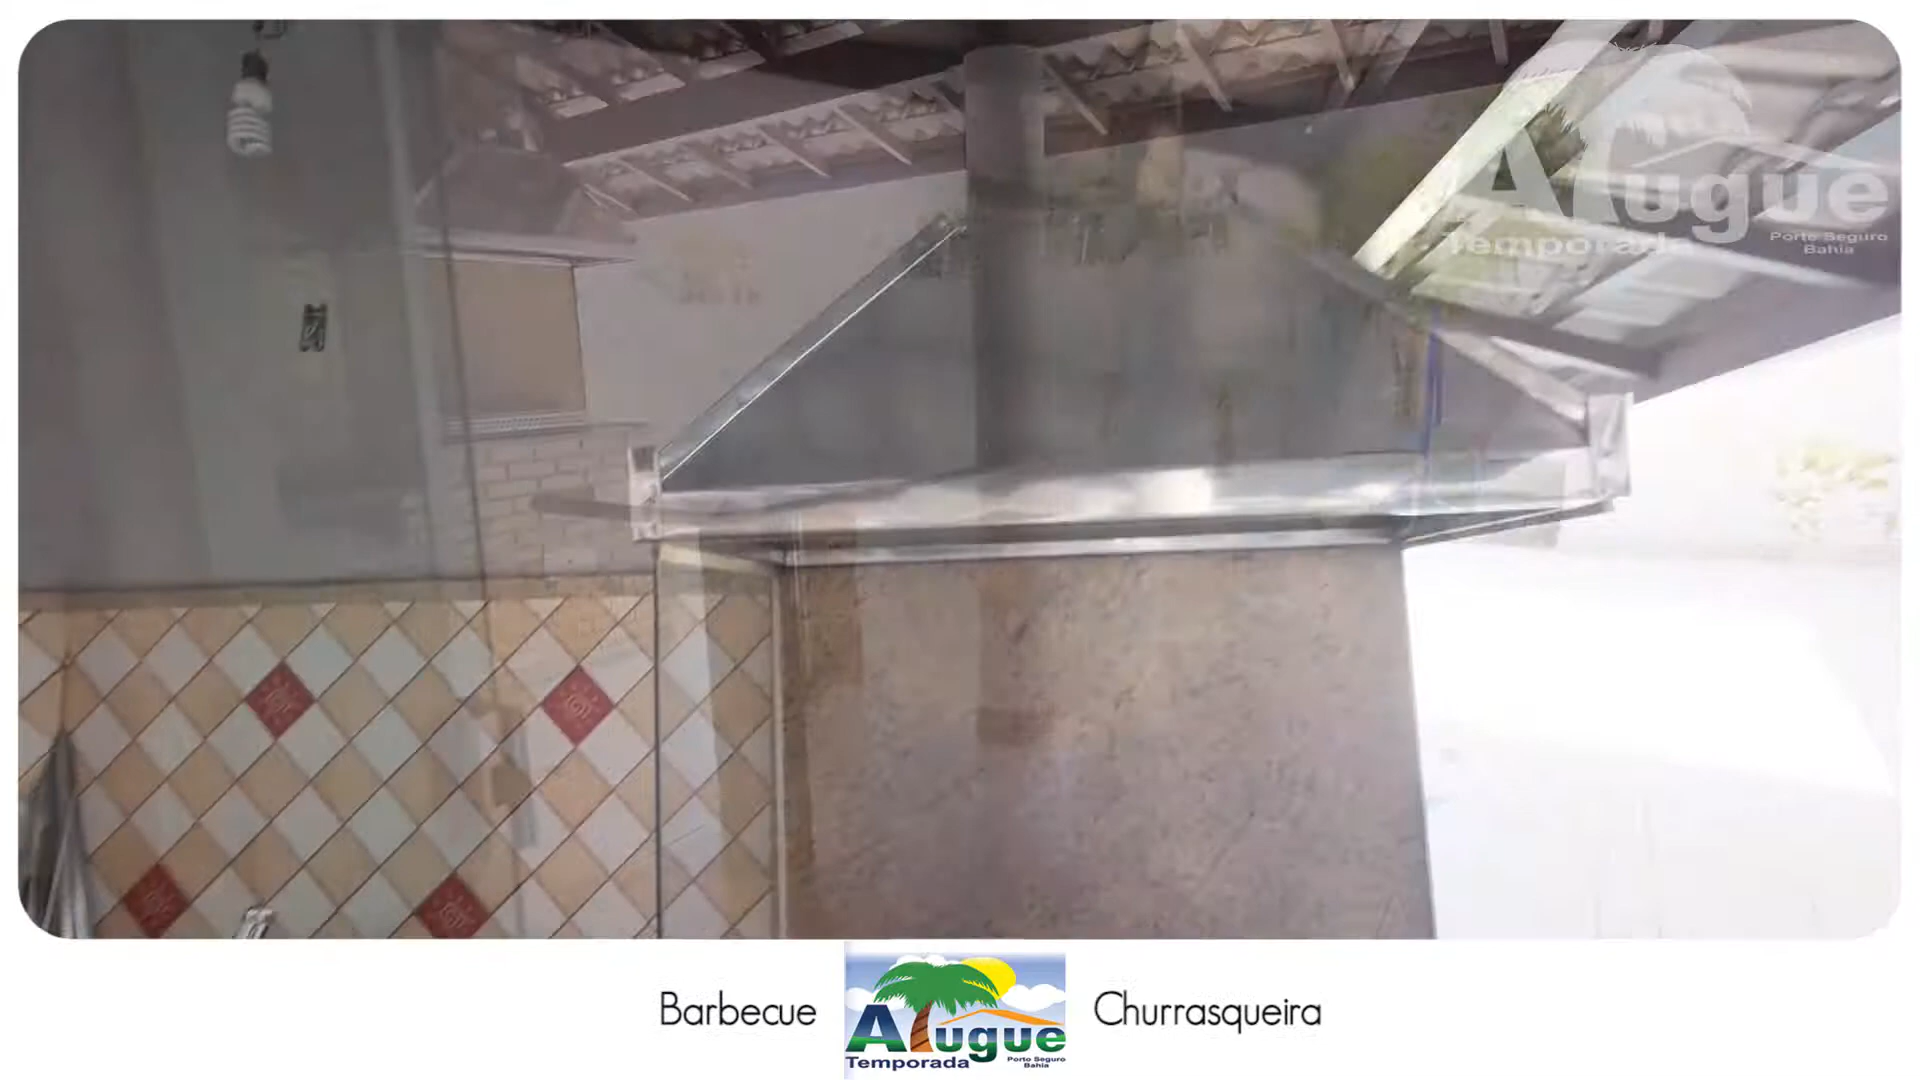 Alugue
Temporada
Porto Seguro
Bahia
Barbecue
Alugue
Temporada
Porto Seguro
Bahia
Churrasqueira